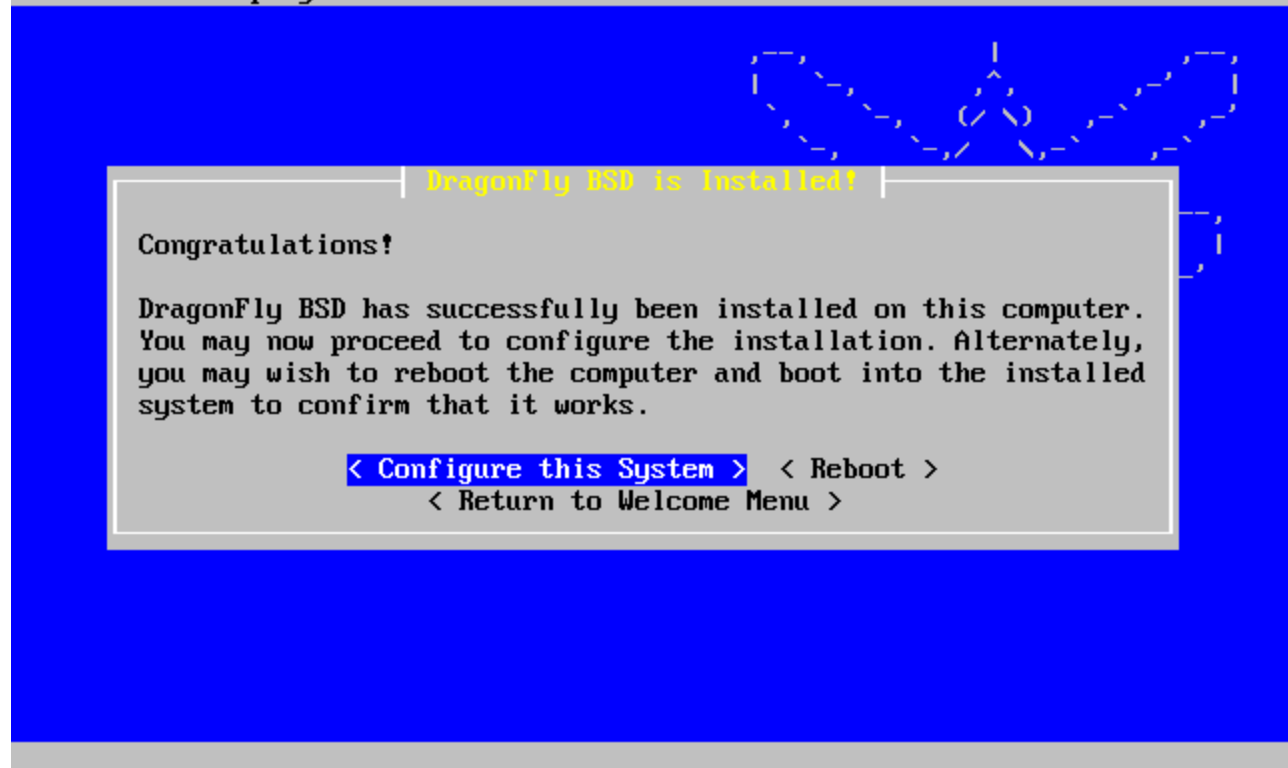 DragonFly BSD is Installed!
Congratulations!
DragonFly BSD has successfully been installed on this computer.
You may now proceed to configure the installation. Alternately,
you may wish to reboot the computer and boot into the installed
system to confirm that it works.
< Configure this System > < Reboot >
< Return to Welcome Menu >